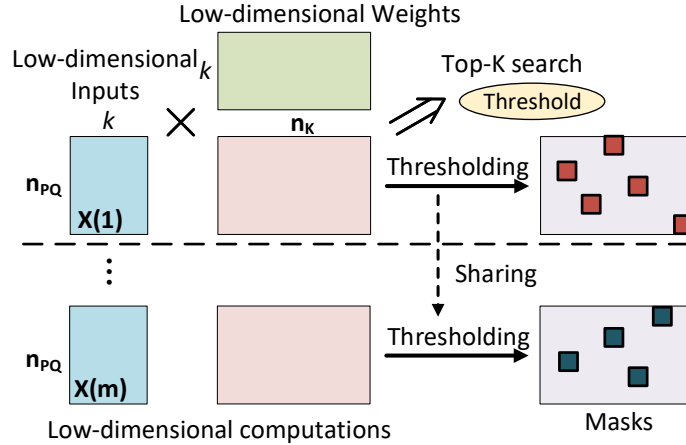 Low-dimensional Weights
Low-dimensional
Inputs
k
k
×
Top-K search
Threshold
n_K
n_PQ
X(1)
Thresholding
Sharing
⋮
n_PQ
X(m)
Thresholding
Low-dimensional computations
Masks